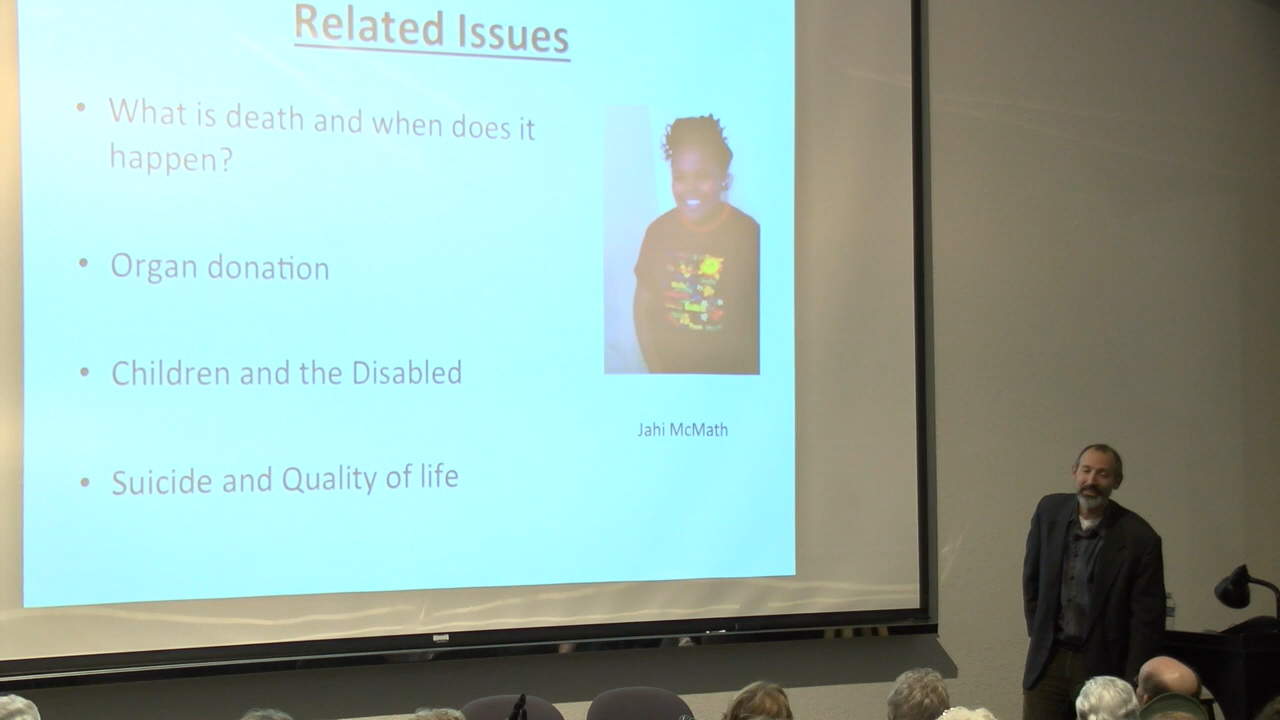 Related Issues
• What is death and when does it
happen?
• Organ donation
• Children and the Disabled
• Suicide and Quality of life
Jahi McMath